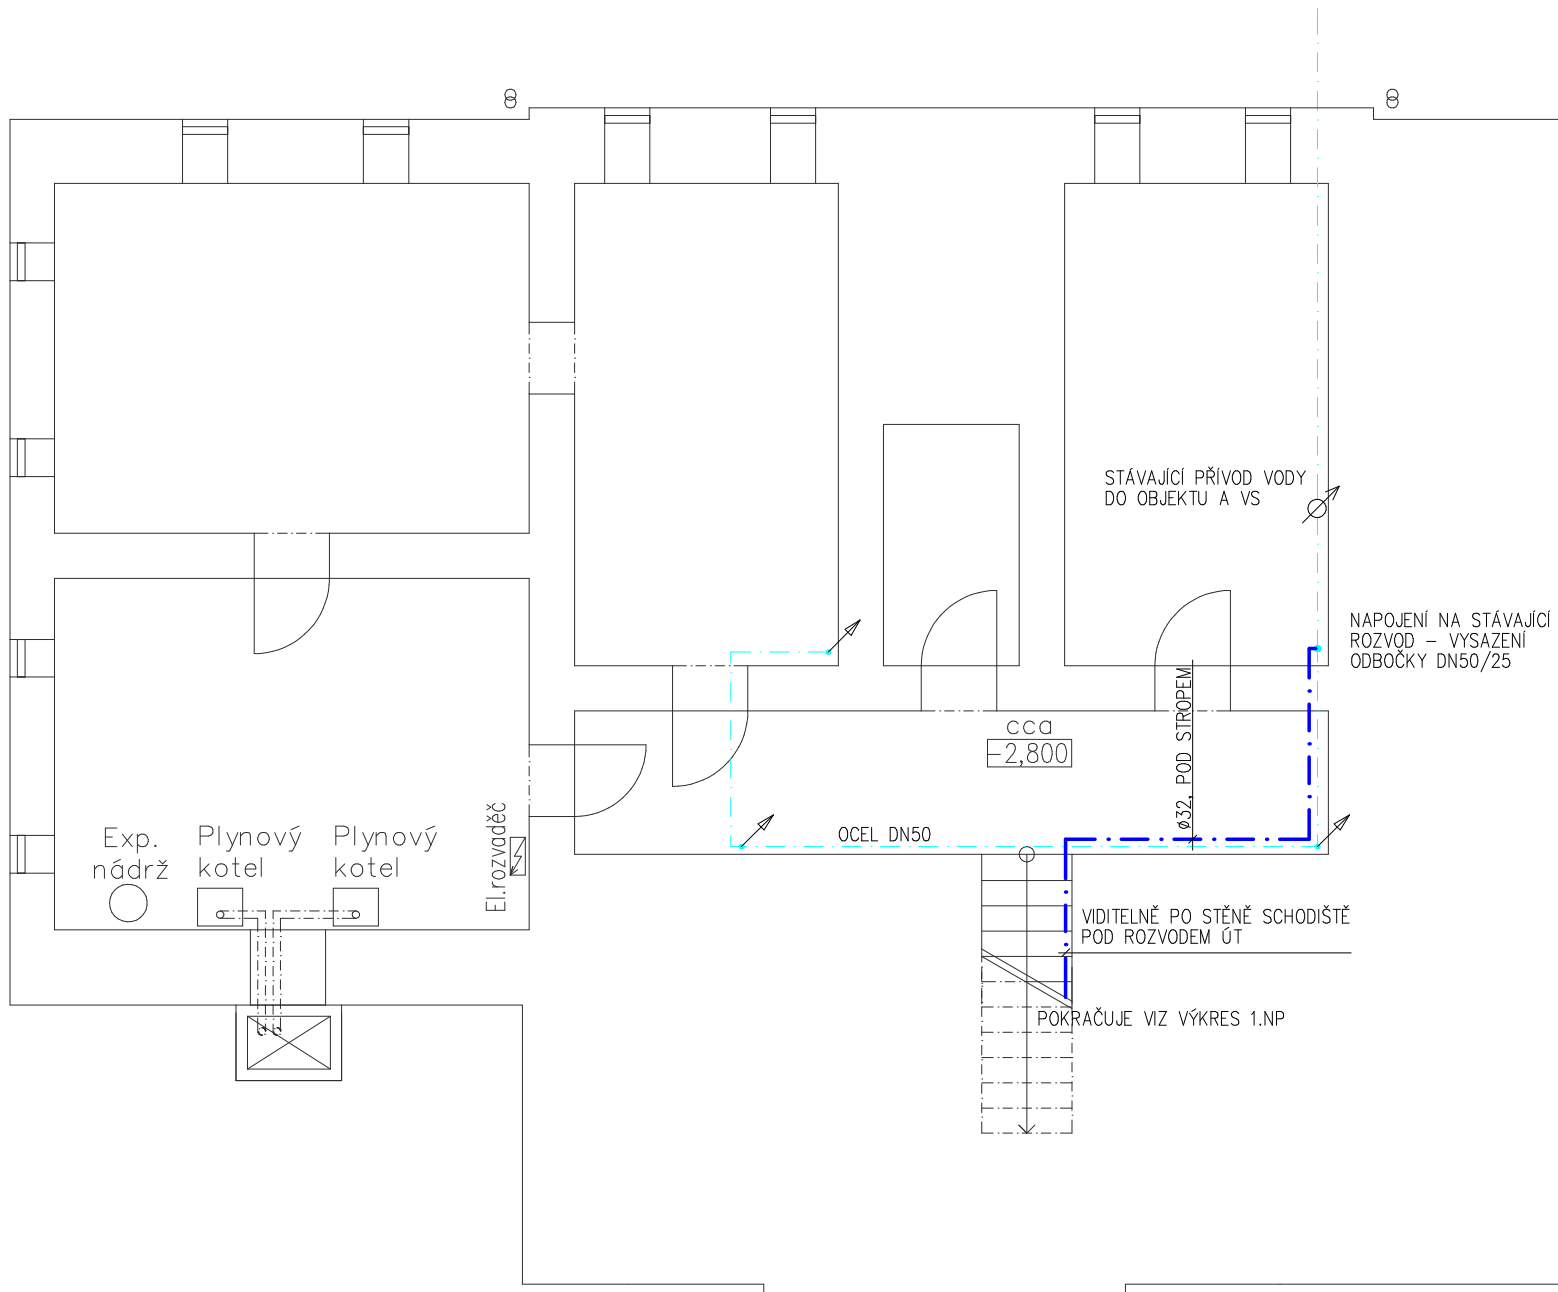 STÁVAJÍCÍ PŘÍVOD VODY
DO OBJEKTU A VS
NAPOJENÍ NA STÁVAJÍCÍ
ROZVOD – VYSAZENÍ
ODBOČKY DN50/25
cca
-2,800
ø32, POD STROPEM
OCEL DN50
Exp.
nádrž
Plynový
kotel
Plynový
kotel
El.rozvaděč
VIDITELNĚ PO STĚNĚ SCHODIŠTĚ
POD ROZVODEM ÚT
POKRAČUJE VIZ VÝKRES 1.NP